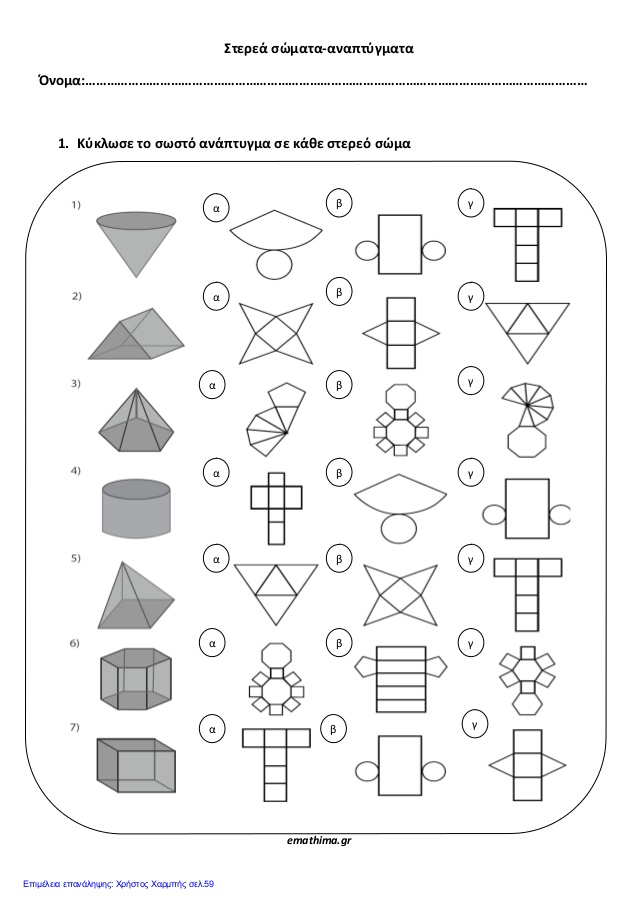 Στερεά σώματα-αναπτύγματα
Όνομα:……………………………………………………………………………………………………………………………
1. Κύκλωσε το σωστό ανάπτυγμα σε κάθε στερεό σώμα
1) α β γ
2) α β γ
3) α β γ
4) α β γ
5) α β γ
6) α β γ
7) α β γ
emathima.gr
Επιμέλεια επανάληψης: Χρήστος Χαρμπής σελ.59